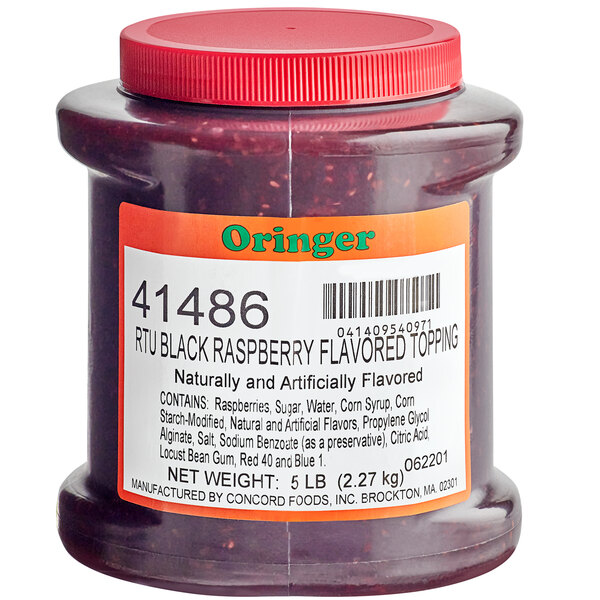 Oringer
41486
041409540971
RTU BLACK RASPBERRY FLAVORED TOPPING
Naturally and Artificially Flavored
CONTAINS: Raspberries, Sugar, Water, Corn Syrup, Corn
Starch-Modified, Natural and Artificial Flavors, Propylene Glycol
Alginate, Salt, Sodium Benzoate (as a preservative), Citric Acid,
Locust Bean Gum, Red 40 and Blue 1.
062201
NET WEIGHT: 5 LB (2.27 kg)
MANUFACTURED BY CONCORD FOODS, INC. BROCKTON, MA. 02301